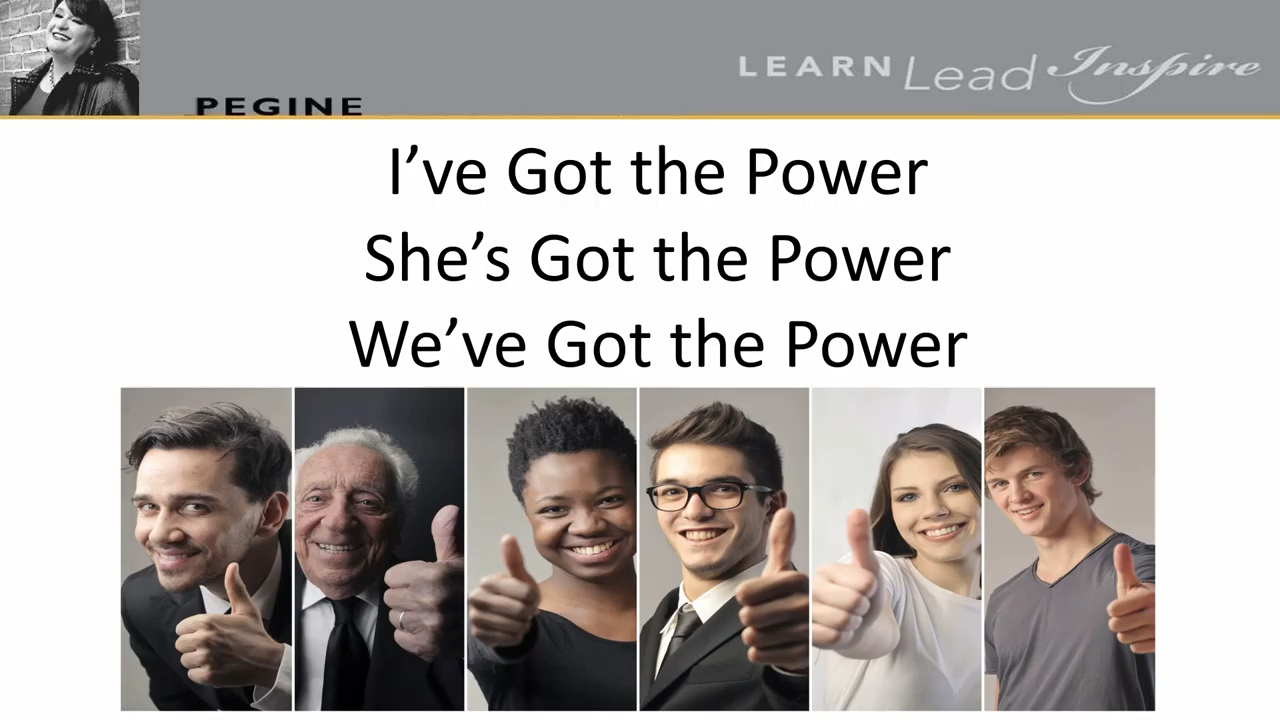 LEARN Lead Inspire
PEGINE
I've Got the Power
She's Got the Power
We've Got the Power